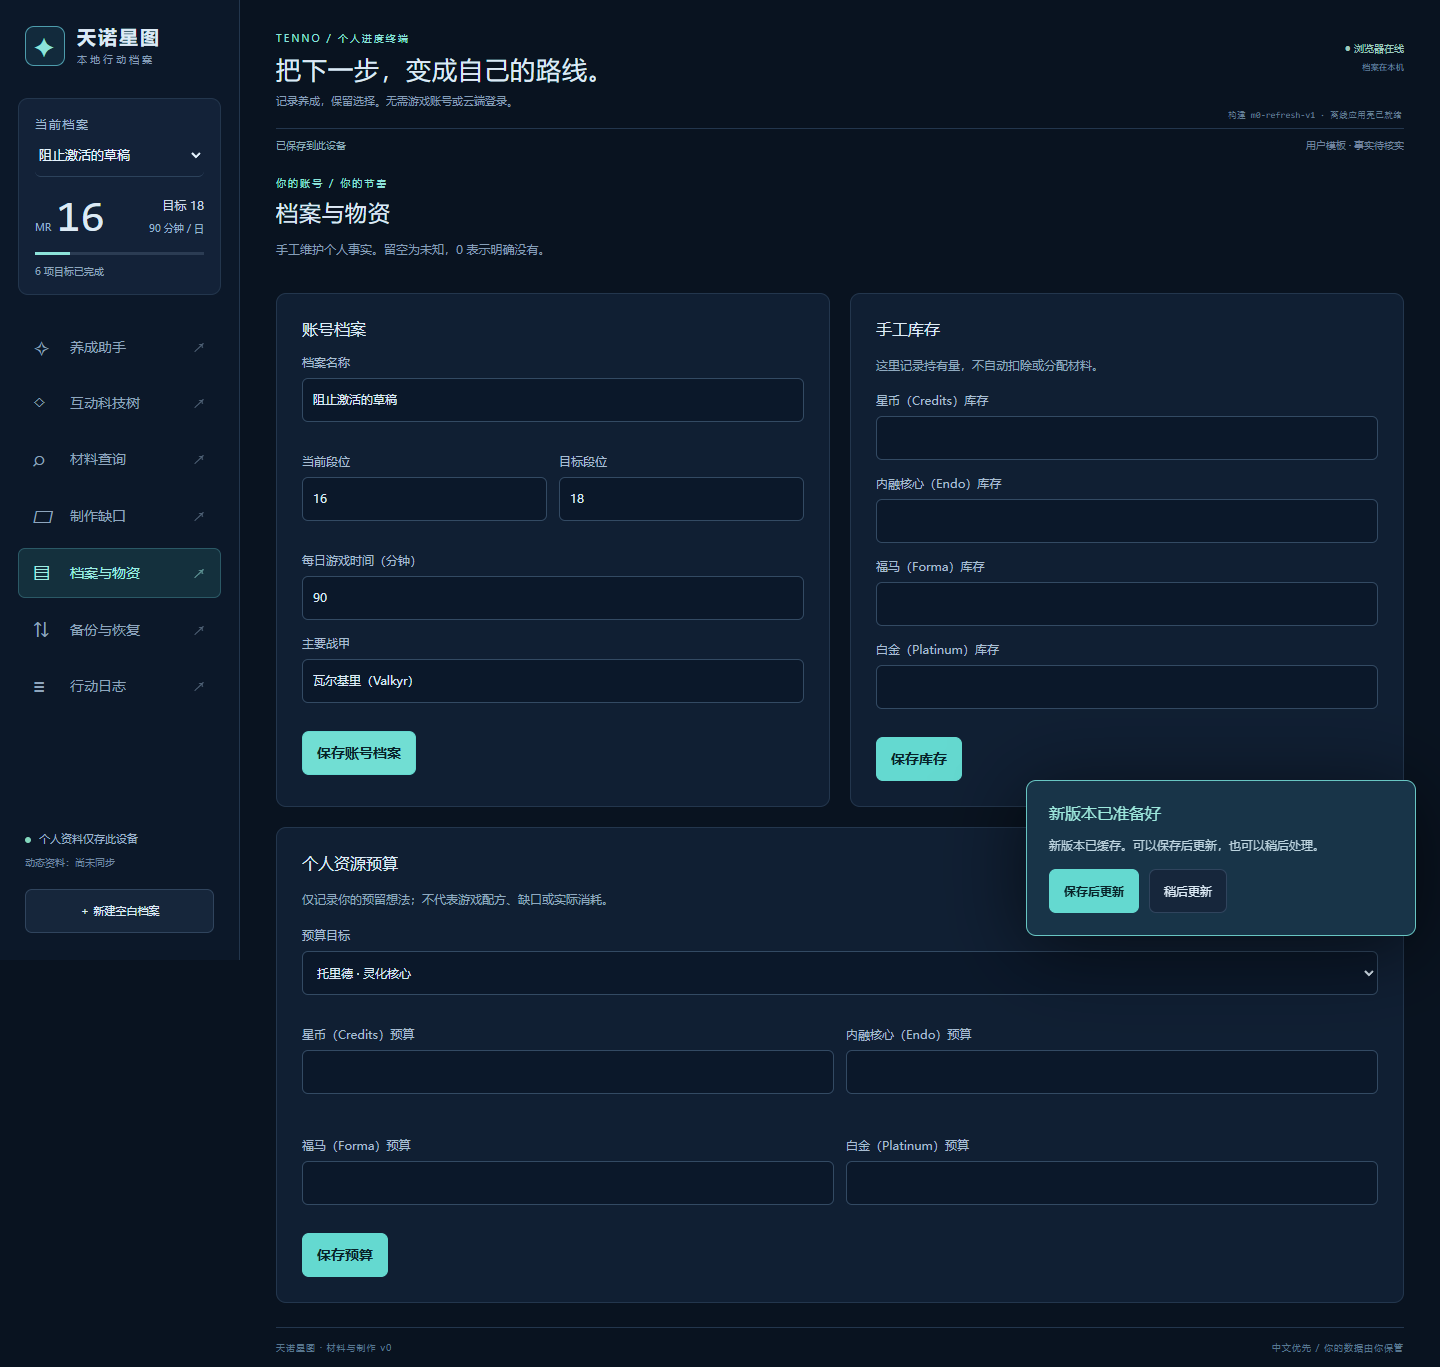 天诺星图
本地行动档案
当前档案
阻止激活的草稿
MR 16
目标 18
90 分钟 / 日
6 项目标已完成
养成助手
互动科技树
材料查询
制作缺口
档案与物资
备份与恢复
行动日志
个人资料仅存此设备
动态资料：尚未同步
+ 新建空白档案
TENNO / 个人进度终端
把下一步，变成自己的路线。
记录养成，保留选择。无需游戏账号或云端登录。
浏览器在线
档案在本机
构建 m0-refresh-v1 · 离线应用壳已就绪
已保存到此设备
用户模板 · 事实待核实
你的账号 / 你的节奏
档案与物资
手工维护个人事实。留空为未知，0 表示明确没有。
账号档案
档案名称
阻止激活的草稿
当前段位
目标段位
16
18
每日游戏时间（分钟）
90
主要战甲
瓦尔基里（Valkyr）
保存账号档案
手工库存
这里记录持有量，不自动扣除或分配材料。
星币（Credits）库存
内融核心（Endo）库存
福马（Forma）库存
白金（Platinum）库存
保存库存
新版本已准备好
新版本已缓存。可以保存后更新，也可以稍后处理。
保存后更新
稍后更新
个人资源预算
仅记录你的预留想法；不代表游戏配方、缺口或实际消耗。
预算目标
托里德 · 灵化核心
星币（Credits）预算
内融核心（Endo）预算
福马（Forma）预算
白金（Platinum）预算
保存预算
天诺星图 · 材料与制作 v0
中文优先 / 你的数据由你保管